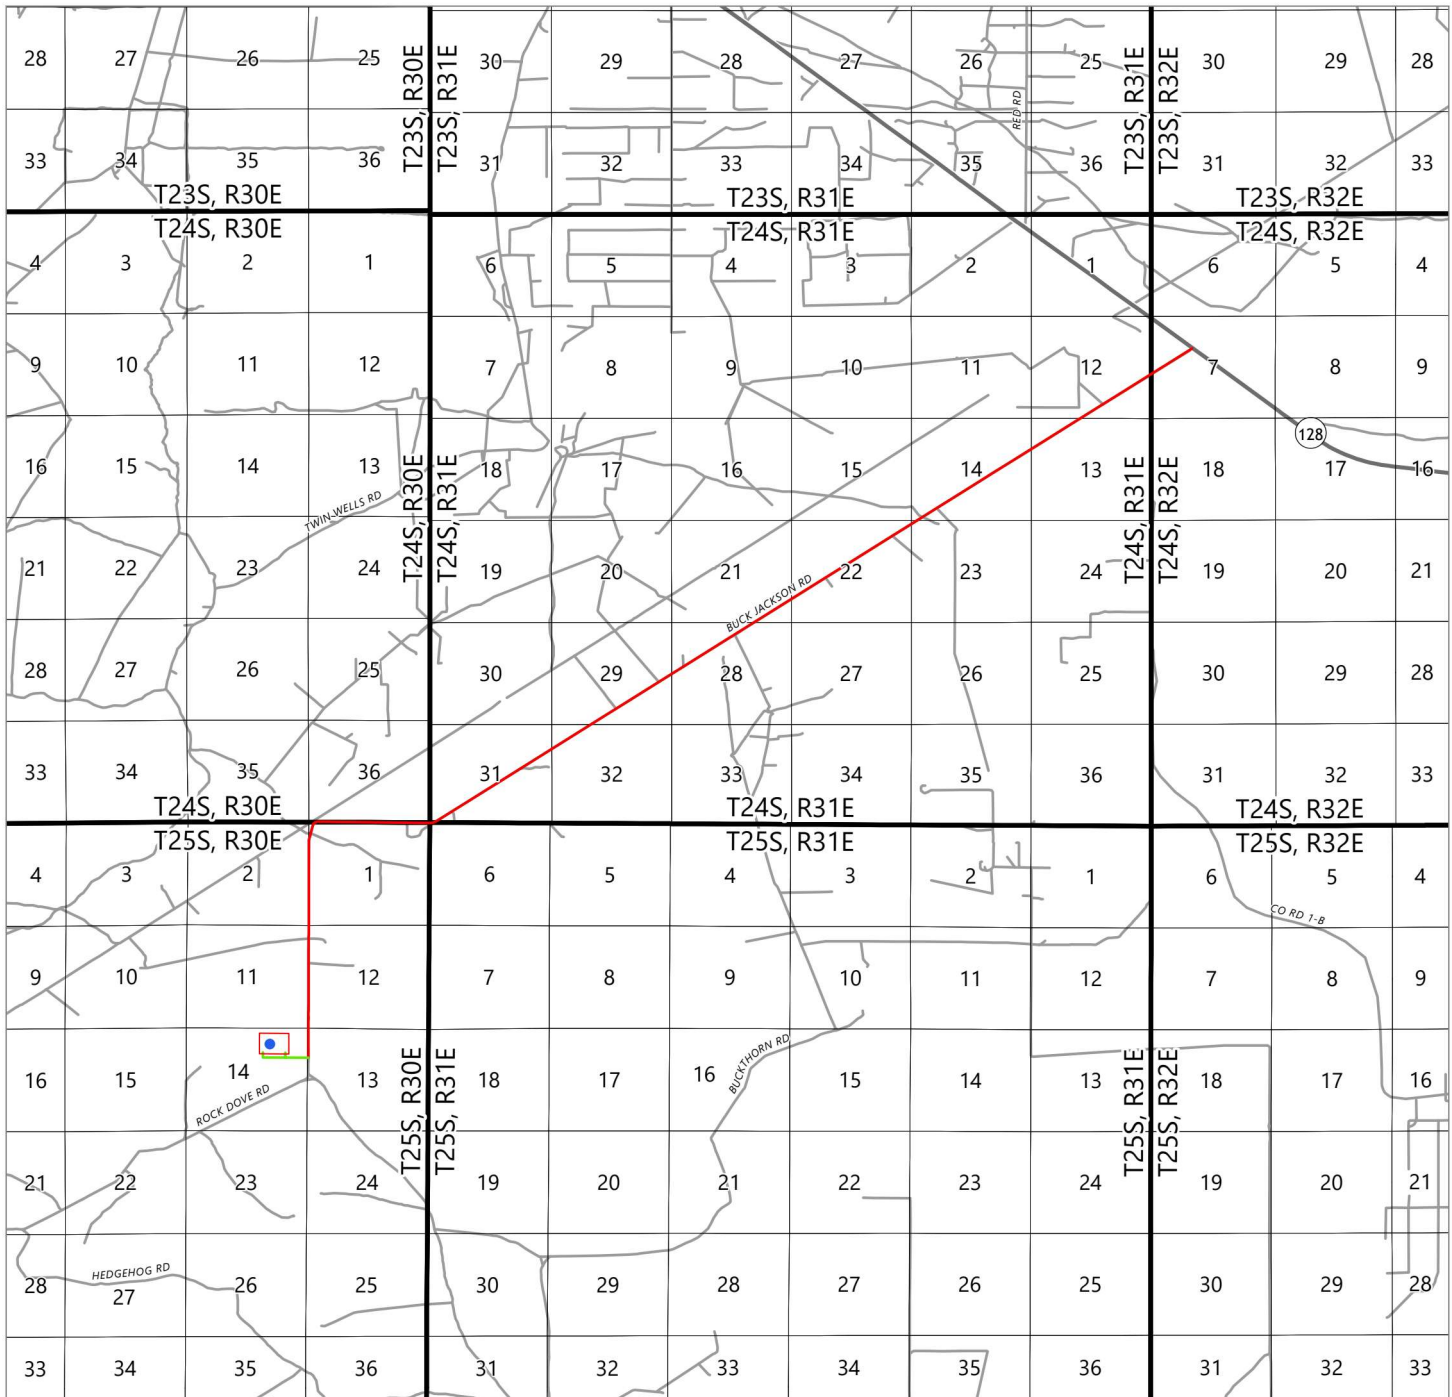 28 27 26 25 30 29 28 27 26 25 30 29 28
T23S, R30E
T23S, R31E
T23S, R31E
T23S, R32E
RED RD
33 34 35 36 31 32 33 34 35 36 31 32 33
T23S, R30E
T23S, R31E
T23S, R32E
T24S, R30E
T24S, R31E
T24S, R32E
4 3 2 1 6 5 4 3 2 1 6 5 4
9 10 11 12 7 8 9 10 11 12 7 8 9
128
16 15 14 13 18 17 16 15 14 13 18 17 16
T24S, R30E
T24S, R31E
T24S, R31E
T24S, R32E
TWIN WELLS RD
21 22 23 24 19 20 21 22 23 24 19 20 21
BUCK JACKSON RD
28 27 26 25 30 29 28 27 26 25 30 29 28
33 34 35 36 31 32 33 34 35 36 31 32 33
T24S, R30E
T24S, R31E
T24S, R32E
T25S, R30E
T25S, R31E
T25S, R32E
4 3 2 1 6 5 4 3 2 1 6 5 4
CO RD 1-B
9 10 11 12 7 8 9 10 11 12 7 8 9
16 15 14 13 18 17 16 15 14 13 18 17 16
BUCKTHORN RD
ROCK DOVE RD
T25S, R30E
T25S, R31E
T25S, R31E
T25S, R32E
21 22 23 24 19 20 21 22 23 24 19 20 21
HEDGEHOG RD
28 27 26 25 30 29 28 27 26 25 30 29 28
33 34 35 36 31 32 33 34 35 36 31 32 33